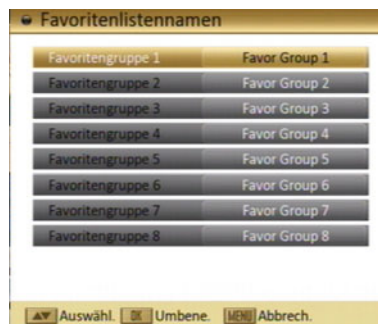 Favoritenlistennamen
Favoritengruppe 1 Favor Group 1
Favoritengruppe 2 Favor Group 2
Favoritengruppe 3 Favor Group 3
Favoritengruppe 4 Favor Group 4
Favoritengruppe 5 Favor Group 5
Favoritengruppe 6 Favor Group 6
Favoritengruppe 7 Favor Group 7
Favoritengruppe 8 Favor Group 8
▲▼ Auswähl. OK Umbene. MENU Abbrech.